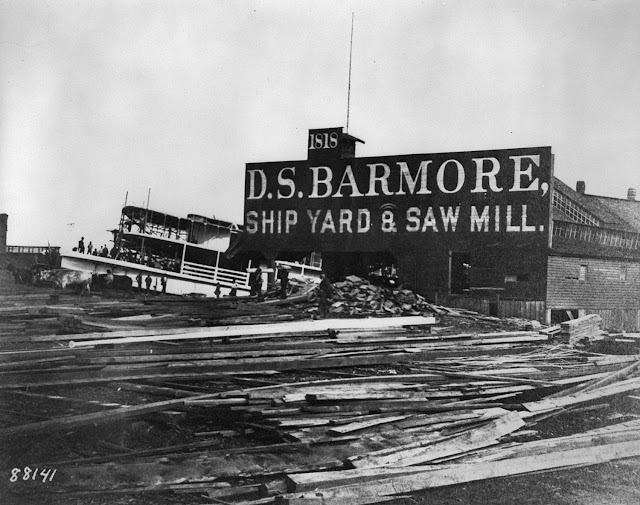 1818
D.S. BARMORE,
SHIP YARD & SAW MILL.
88141